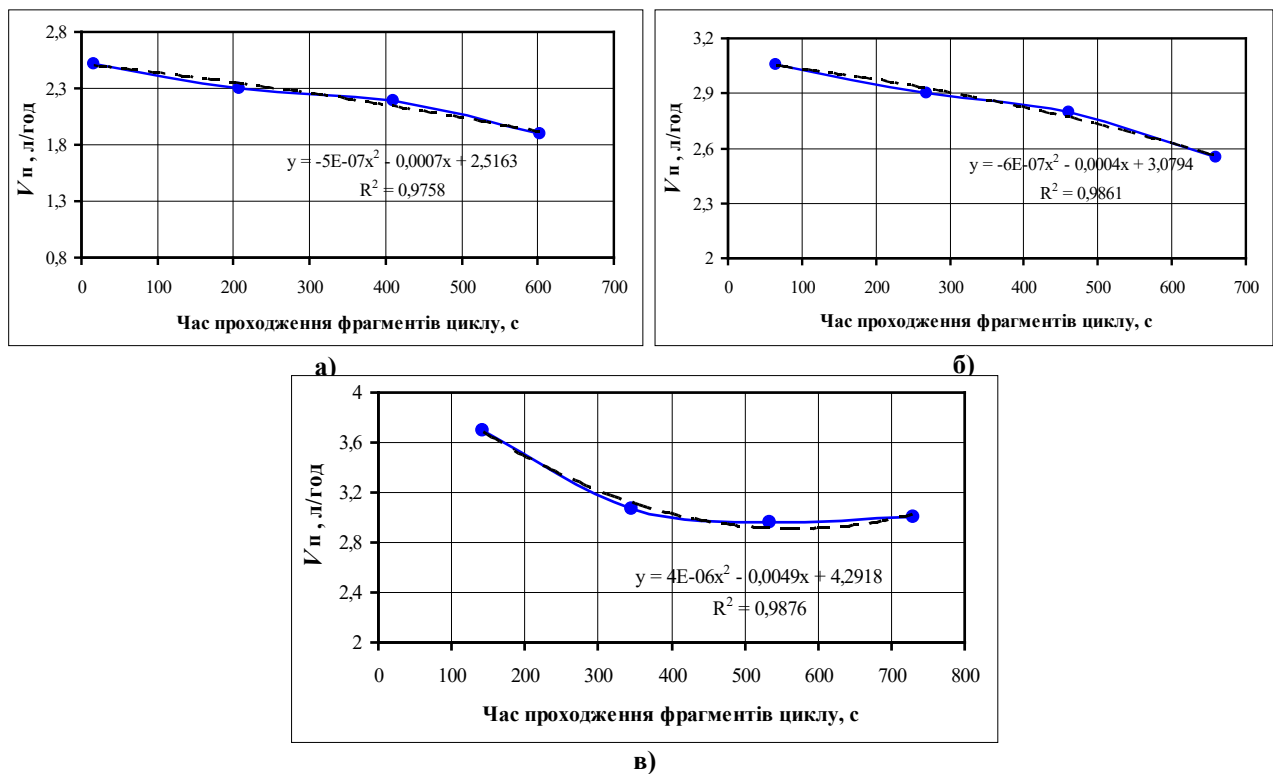 2,8
2,3
1,8
1,3
0,8
Vп , л/год
y = -5E-07x² - 0,0007x + 2,5163
R² = 0,9758
0 100 200 300 400 500 600 700
Час проходження фрагментів циклу, с
а)
3,2
2,9
2,6
2,3
2
Vп , л/год
y = -6E-07x² - 0,0004x + 3,0794
R² = 0,9861
0 100 200 300 400 500 600 700
Час проходження фрагментів циклу, с
б)
4
3,6
3,2
2,8
2,4
2
Vп , л/год
y = 4E-06x² - 0,0049x + 4,2918
R² = 0,9876
0 100 200 300 400 500 600 700 800
Час проходження фрагментів циклу, с
в)